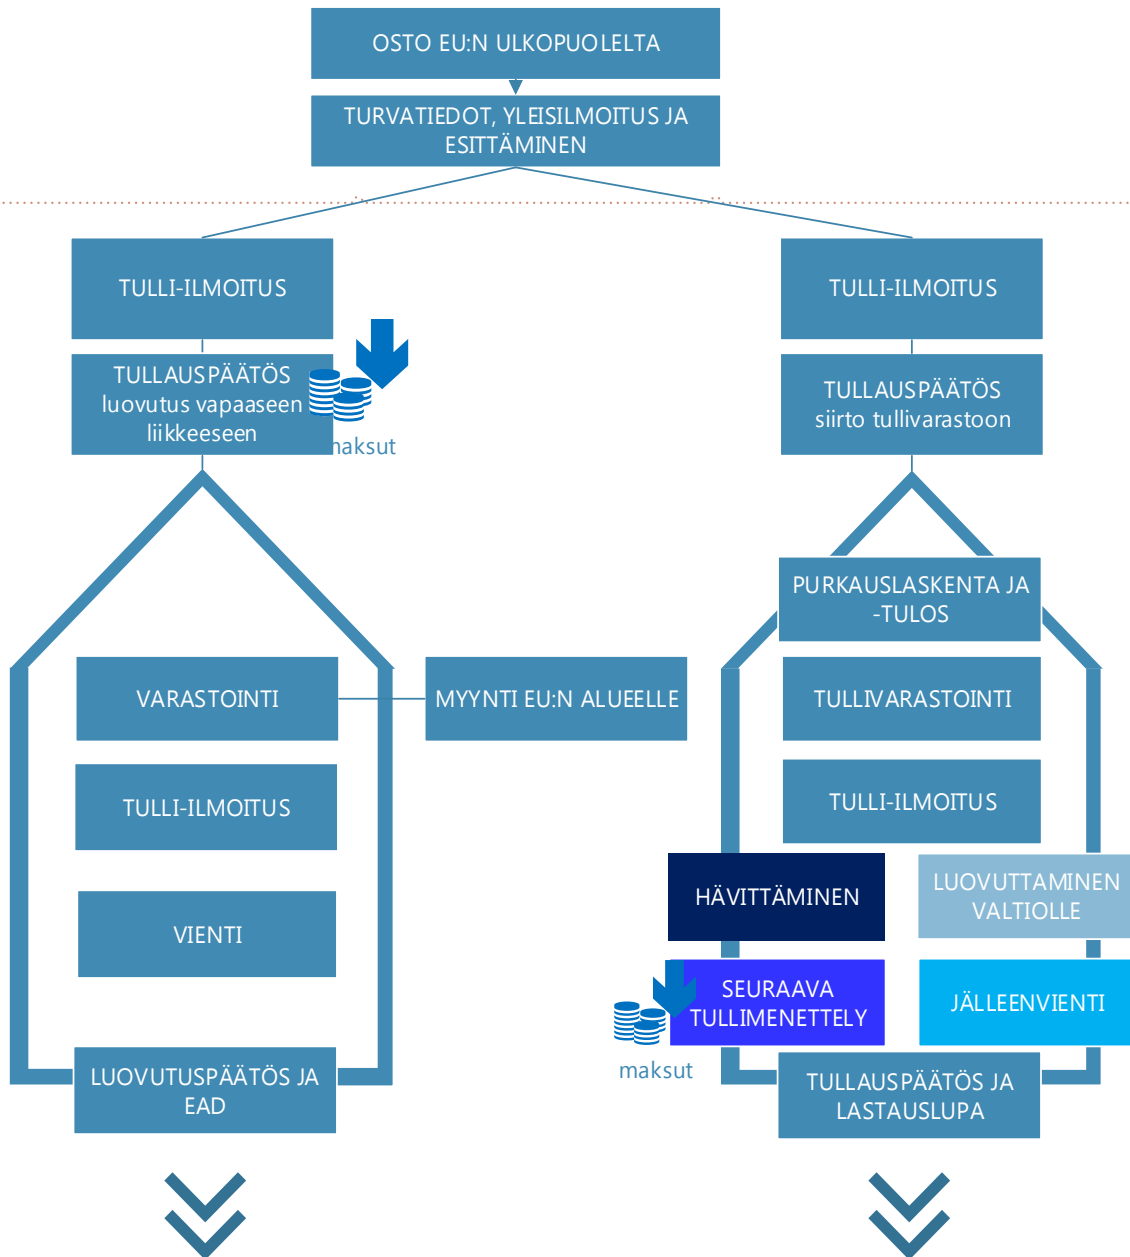 OSTO EU:N ULKOPUOLELTA
TURVATIEDOT, YLEISILMOITUS JA
ESITTÄMINEN
TULLI-ILMOITUS
TULLAUSPÄÄTÖS
luovutus vapaaseen
liikkeeseen
maksut
VARASTOINTI
MYYNTI EU:N ALUEELLE
TULLI-ILMOITUS
VIENTI
LUOVUTUSPÄÄTÖS JA
EAD
TULLI-ILMOITUS
TULLAUSPÄÄTÖS
siirto tullivarastoon
PURKAUSLASKENTA JA
-TULOS
TULLIVARASTOINTI
TULLI-ILMOITUS
HÄVITTÄMINEN
LUOVUTTAMINEN
VALTIOLLE
SEURAAVA
TULLIMENETTELY
maksut
JÄLLEENVIENTI
TULLAUSPÄÄTÖS JA
LASTAUSLUPA